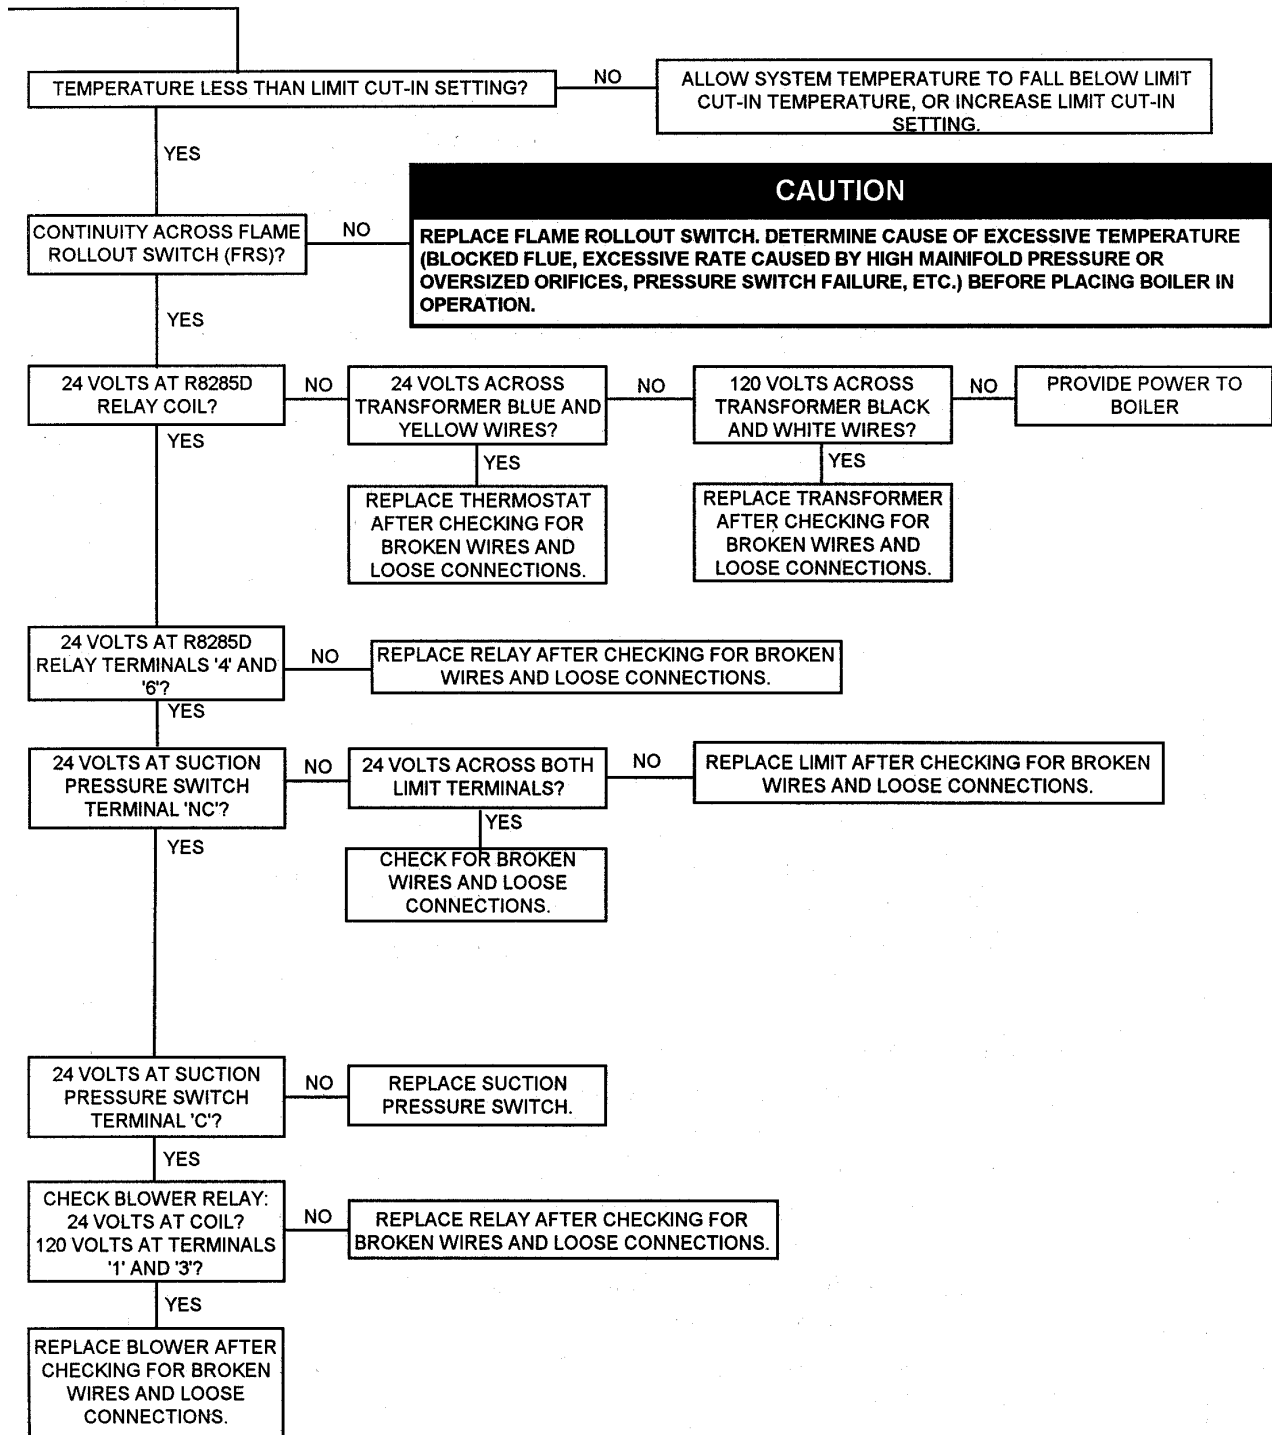 TEMPERATURE LESS THAN LIMIT CUT-IN SETTING?
NO
ALLOW SYSTEM TEMPERATURE TO FALL BELOW LIMIT
CUT-IN TEMPERATURE, OR INCREASE LIMIT CUT-IN
SETTING.
YES
CAUTION
CONTINUITY ACROSS FLAME
ROLLOUT SWITCH (FRS)?
NO
REPLACE FLAME ROLLOUT SWITCH. DETERMINE CAUSE OF EXCESSIVE TEMPERATURE
(BLOCKED FLUE, EXCESSIVE RATE CAUSED BY HIGH MAINIFOLD PRESSURE OR
OVERSIZED ORIFICES, PRESSURE SWITCH FAILURE, ETC.) BEFORE PLACING BOILER IN
OPERATION.
YES
24 VOLTS AT R8285D
RELAY COIL?
NO
24 VOLTS ACROSS
TRANSFORMER BLUE AND
YELLOW WIRES?
NO
120 VOLTS ACROSS
TRANSFORMER BLACK
AND WHITE WIRES?
NO
PROVIDE POWER TO
BOILER
YES
YES
REPLACE THERMOSTAT
AFTER CHECKING FOR
BROKEN WIRES AND
LOOSE CONNECTIONS.
YES
REPLACE TRANSFORMER
AFTER CHECKING FOR
BROKEN WIRES AND
LOOSE CONNECTIONS.
24 VOLTS AT R8285D
RELAY TERMINALS '4' AND
'6'?
NO
REPLACE RELAY AFTER CHECKING FOR BROKEN
WIRES AND LOOSE CONNECTIONS.
YES
24 VOLTS AT SUCTION
PRESSURE SWITCH
TERMINAL 'NC'?
NO
24 VOLTS ACROSS BOTH
LIMIT TERMINALS?
NO
REPLACE LIMIT AFTER CHECKING FOR BROKEN
WIRES AND LOOSE CONNECTIONS.
YES
YES
CHECK FOR BROKEN
WIRES AND LOOSE
CONNECTIONS.
24 VOLTS AT SUCTION
PRESSURE SWITCH
TERMINAL 'C'?
NO
REPLACE SUCTION
PRESSURE SWITCH.
YES
CHECK BLOWER RELAY:
24 VOLTS AT COIL?
120 VOLTS AT TERMINALS
'1' AND '3'?
NO
REPLACE RELAY AFTER CHECKING FOR
BROKEN WIRES AND LOOSE CONNECTIONS.
YES
REPLACE BLOWER AFTER
CHECKING FOR BROKEN
WIRES AND LOOSE
CONNECTIONS.